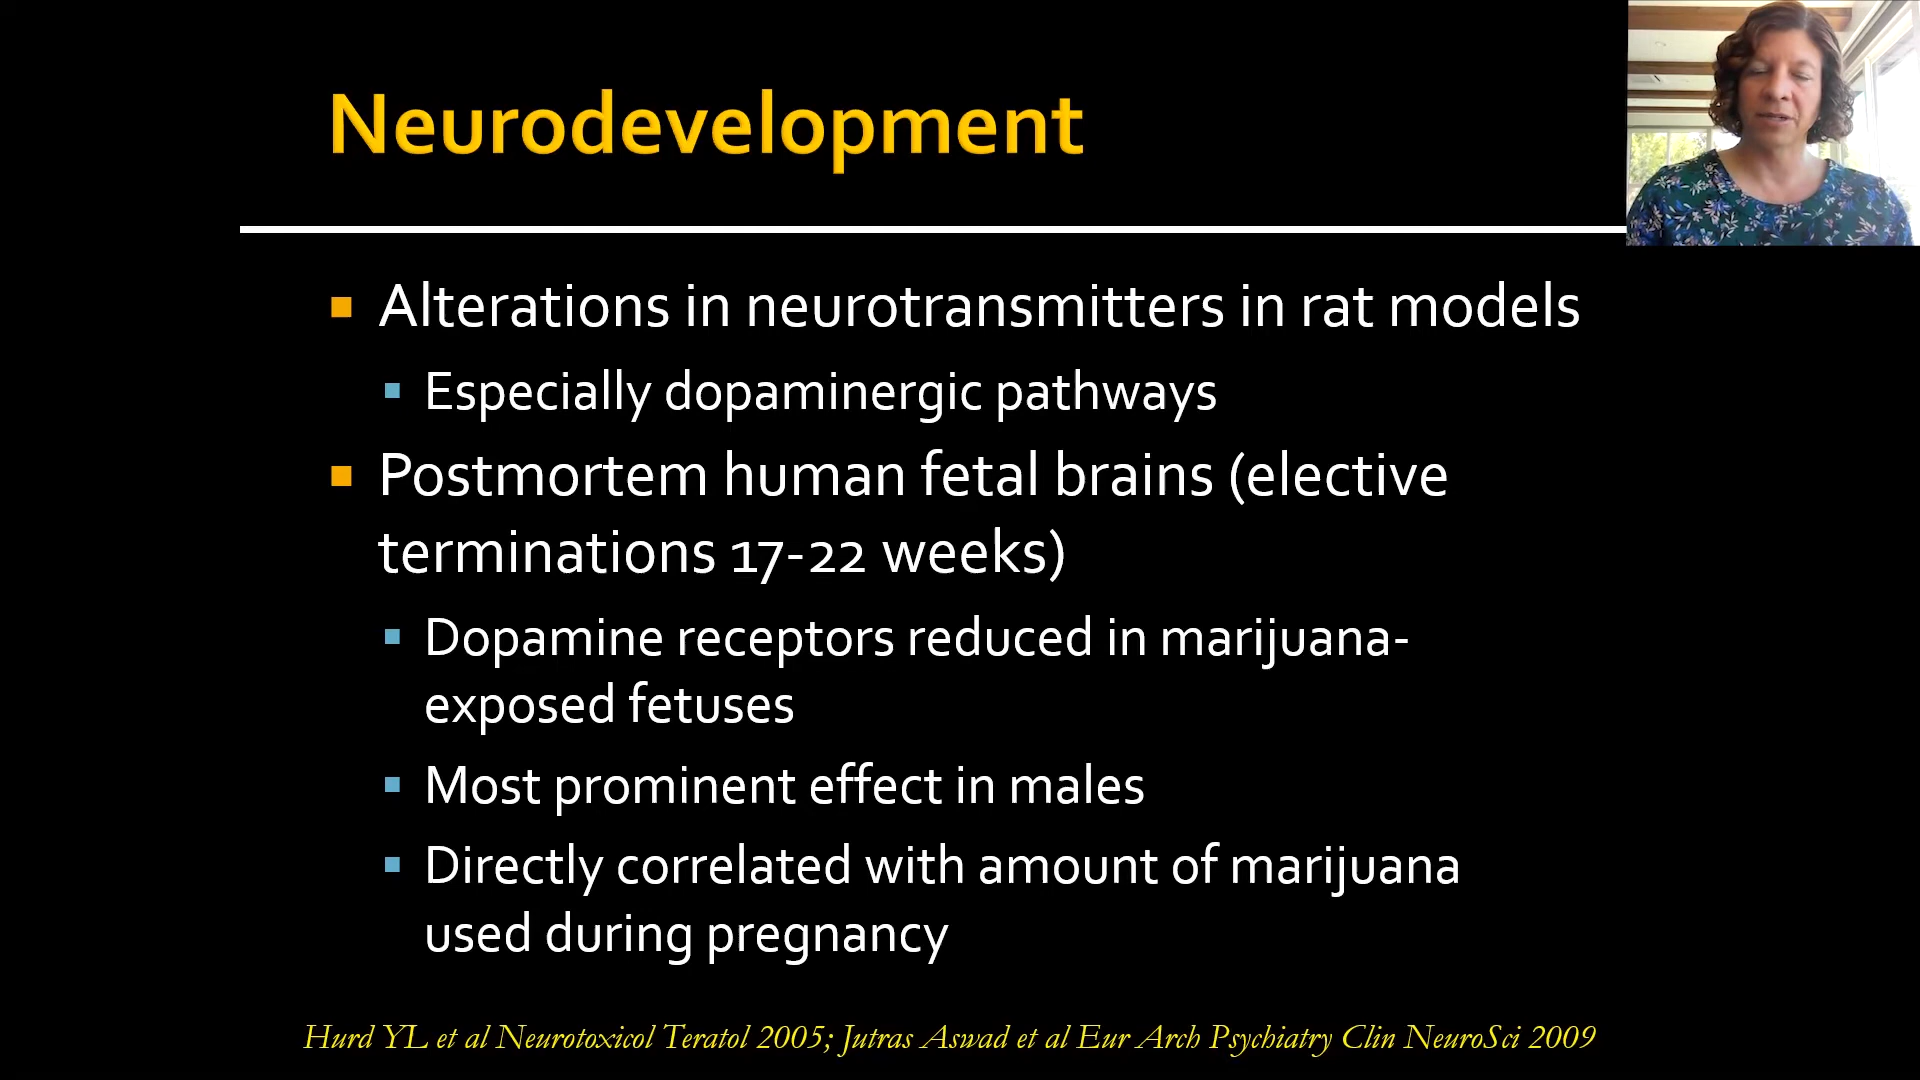 Neurodevelopment
Alterations in neurotransmitters in rat models
Especially dopaminergic pathways
Postmortem human fetal brains (elective
terminations 17-22 weeks)
Dopamine receptors reduced in marijuana-
exposed fetuses
Most prominent effect in males
Directly correlated with amount of marijuana
used during pregnancy
Hurd YL et al Neurotoxicol Teratol 2005; Jutras Aswad et al Eur Arch Psychiatry Clin NeuroSci 2009